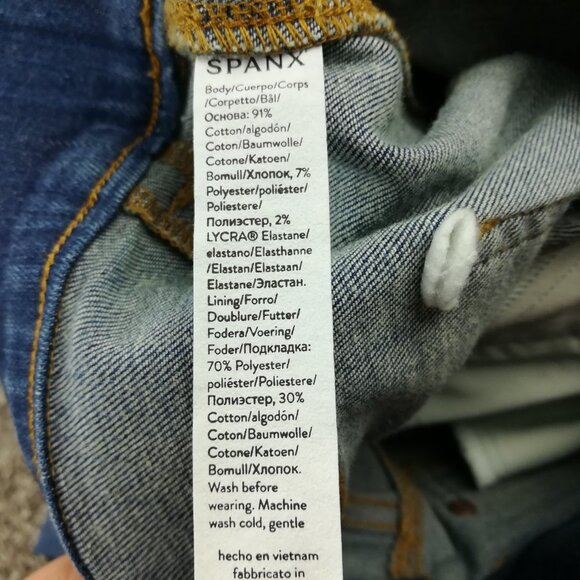 SPANX
Body/Cuerpo/Corps
/Corpetto/Bål/
Основа: 91%
Cotton/algodón/
Coton/Baumwolle/
Cotone/Katoen/
Bomull/Хлопок, 7%
Polyester/poliéster/
Poliestere/
Полиэстер, 2%
LYCRA® Elastane/
elastano/Elasthanne
/Elastan/Elastaan/
Elastane/Эластан.
Lining/Forro/
Doublure/Futter/
Fodera/Voering/
Foder/Подкладка:
70% Polyester/
poliéster/Poliestere/
Полиэстер, 30%
Cotton/algodón/
Coton/Baumwolle/
Cotone/Katoen/
Bomull/Хлопок.
Wash before
wearing. Machine
wash cold, gentle
hecho en vietnam
fabbricato in